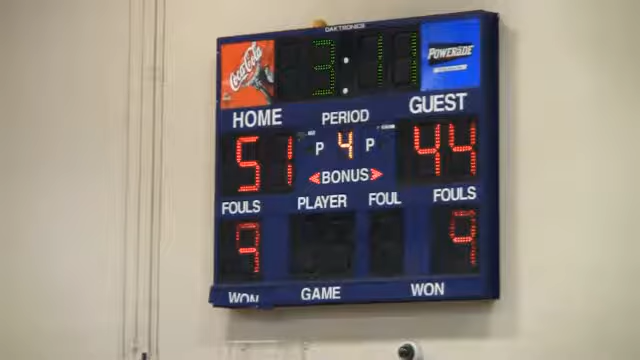 DAKTRONICS
Coca-Cola
3:11
POWERADE
HOME
PERIOD
GUEST
51
P 4 P
44
BONUS
FOULS
PLAYER
FOUL
FOULS
9
9
WON
GAME
WON